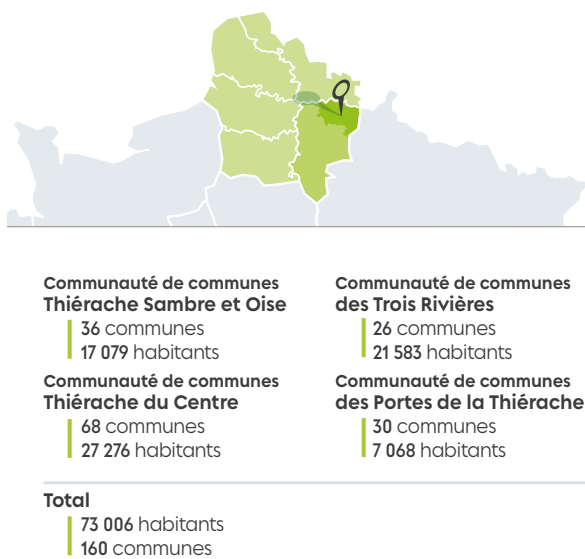 Communauté de communes
Thiérache Sambre et Oise
36 communes
17 079 habitants
Communauté de communes
des Trois Rivières
26 communes
21 583 habitants
Communauté de communes
Thiérache du Centre
68 communes
27 276 habitants
Communauté de communes
des Portes de la Thiérache
30 communes
7 068 habitants
Total
73 006 habitants
160 communes